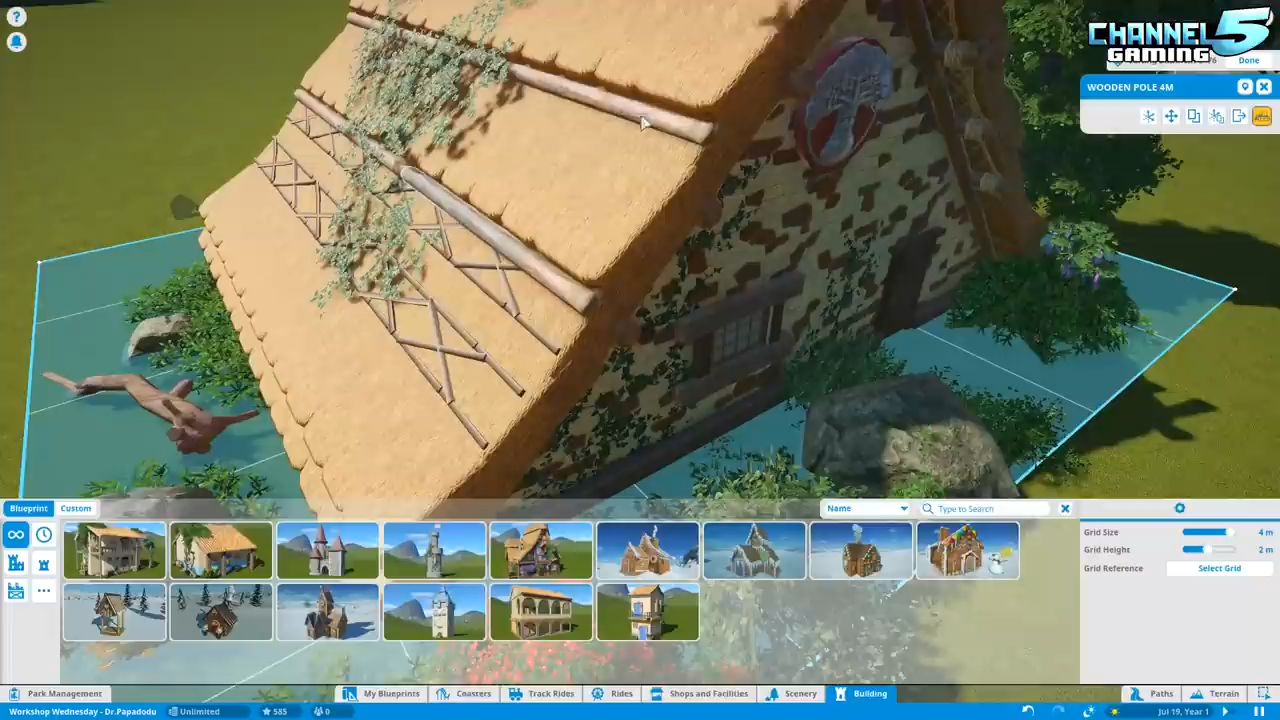 CHANNEL 5
GAMING
Done
WOODEN POLE 4M
Blueprint
Custom
Name
Type to Search
Grid Size
4 m
Grid Height
2 m
Grid Reference
Select Grid
Park Management
My Blueprints
Coasters
Track Rides
Rides
Shops and Facilities
Scenery
Building
Paths
Terrain
Workshop Wednesday - Dr.Papadodu
Unlimited
585
0
Jul 19, Year 1